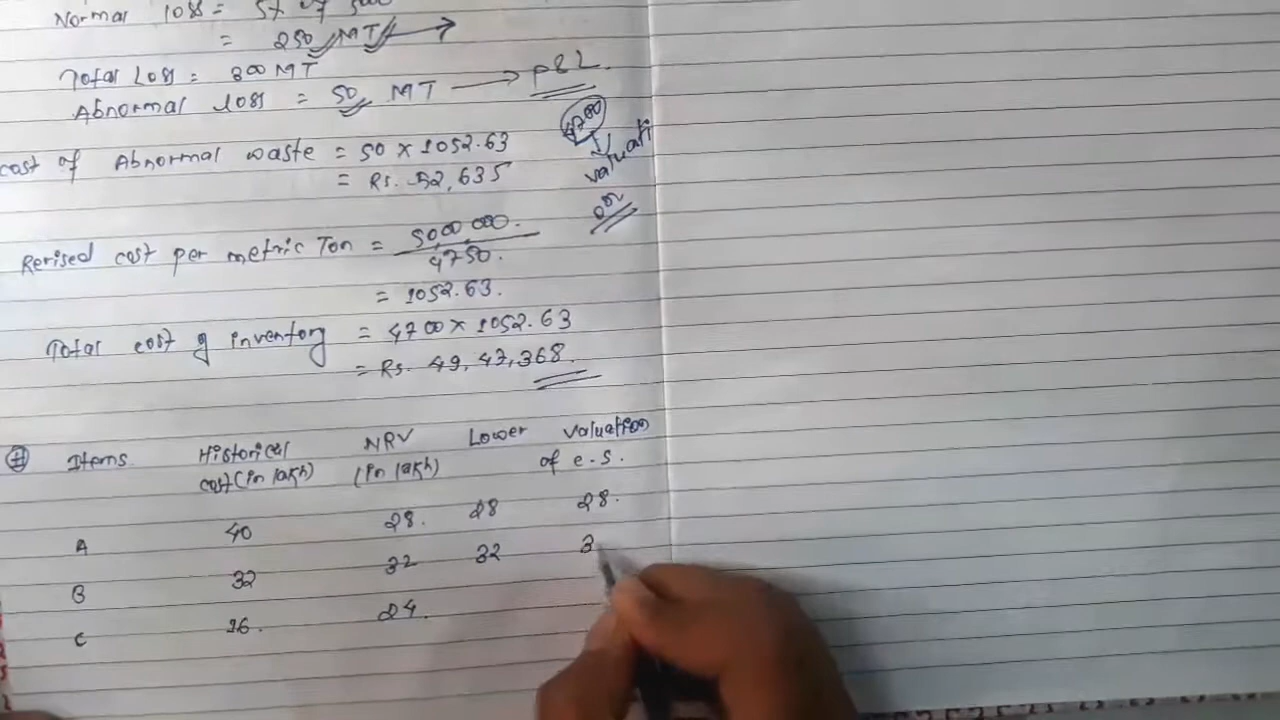 Normal loss = 5% of
= 250 MT
Total Loss = 300 MT
Abnormal loss = 50 MT → P&L.
4700
valuati
Cost of Abnormal waste = 50 × 1052.63
= Rs. 52,635
Revised cost per metric Ton = 5000 000.
4750.
= 1052.63.
Total cost of inventory = 4700 × 1052.63
= Rs. 49,47,368.
# Items Historical NRV Lower valuation
cost (in lakh) (in lakh) of e.s.
A 40 28. 28 28.
B 32 32 32 3
C 16. 24.